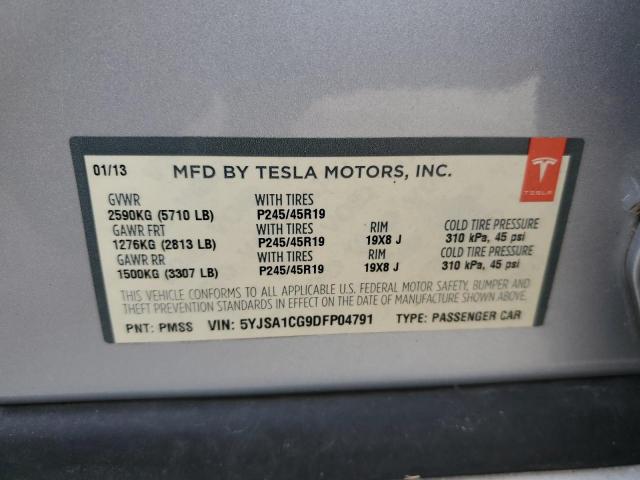 01/13 MFD BY TESLA MOTORS, INC.
TESLA
GVWR WITH TIRES
2590KG (5710 LB) P245/45R19
GAWR FRT WITH TIRES RIM COLD TIRE PRESSURE
1276KG (2813 LB) P245/45R19 19X8 J 310 kPa, 45 psi
GAWR RR WITH TIRES RIM COLD TIRE PRESSURE
1500KG (3307 LB) P245/45R19 19X8 J 310 kPa, 45 psi
THIS VEHICLE CONFORMS TO ALL APPLICABLE U.S. FEDERAL MOTOR SAFETY, BUMPER AND
THEFT PREVENTION STANDARDS IN EFFECT ON THE DATE OF MANUFACTURE SHOWN ABOVE.
PNT: PMSS VIN: 5YJSA1CG9DFP04791 TYPE: PASSENGER CAR